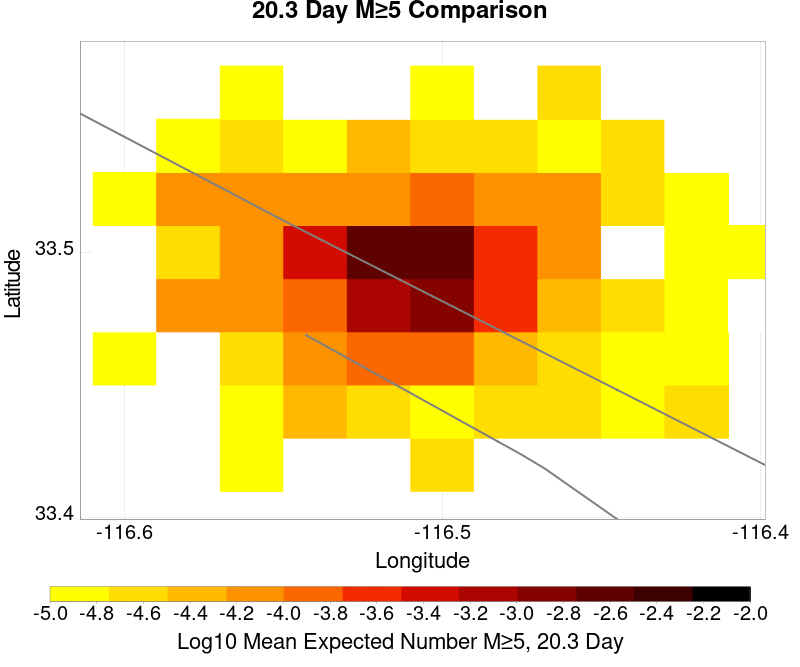 20.3 Day M≥5 Comparison
Latitude
33.5
33.4
-116.6 -116.5 -116.4
Longitude
-5.0 -4.8 -4.6 -4.4 -4.2 -4.0 -3.8 -3.6 -3.4 -3.2 -3.0 -2.8 -2.6 -2.4 -2.2 -2.0
Log10 Mean Expected Number M≥5, 20.3 Day